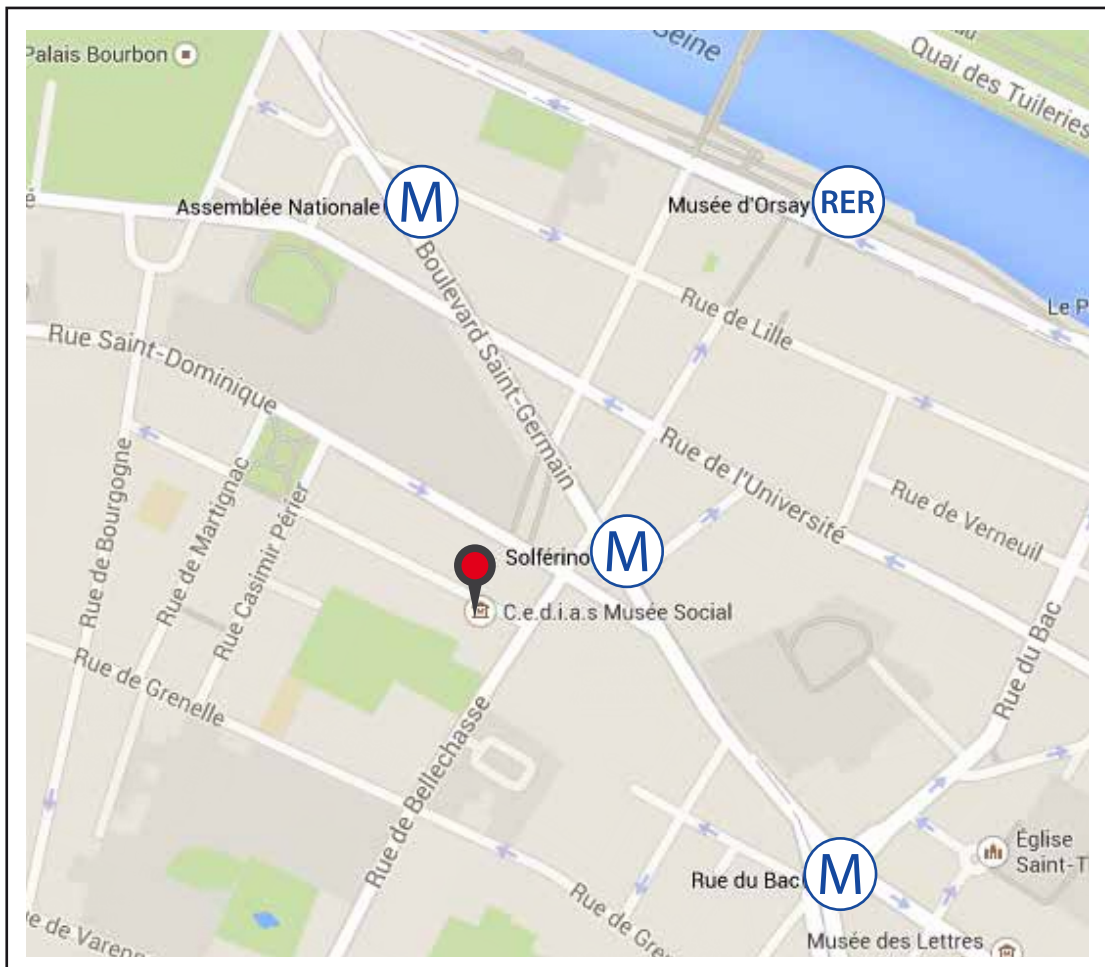 Palais Bourbon
Seine
Quai des Tuileries
Assemblée Nationale
M
Musée d'Orsay
RER
Boulevard Saint-Germain
Rue de Lille
Le P
Rue Saint-Dominique
Rue de Bourgogne
Rue de Martignac
Rue Casimir Périer
Rue de l'Université
Rue de Verneuil
Solférino
M
C.e.d.i.a.s Musée Social
Rue du Bac
Rue de Grenelle
Rue de Bellechasse
Rue du Bac
M
Église
Saint-T
Rue de Gre
Musée des Lettres
e de Varen